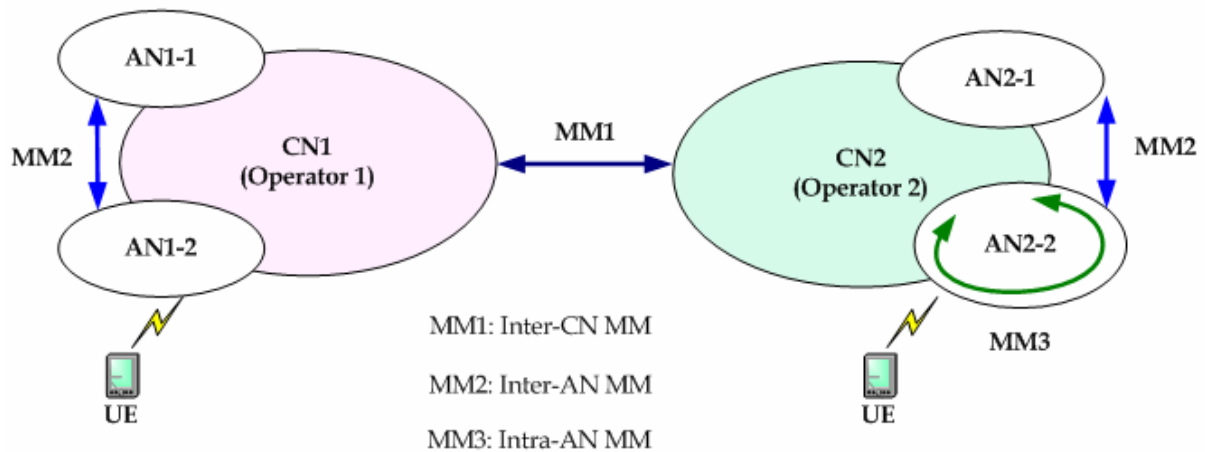 AN1-1
AN2-1
MM1
MM2
CN1
(Operator 1)
CN2
(Operator 2)
MM2
AN1-2
AN2-2
MM1: Inter-CN MM
MM3
MM2: Inter-AN MM
UE
UE
MM3: Intra-AN MM